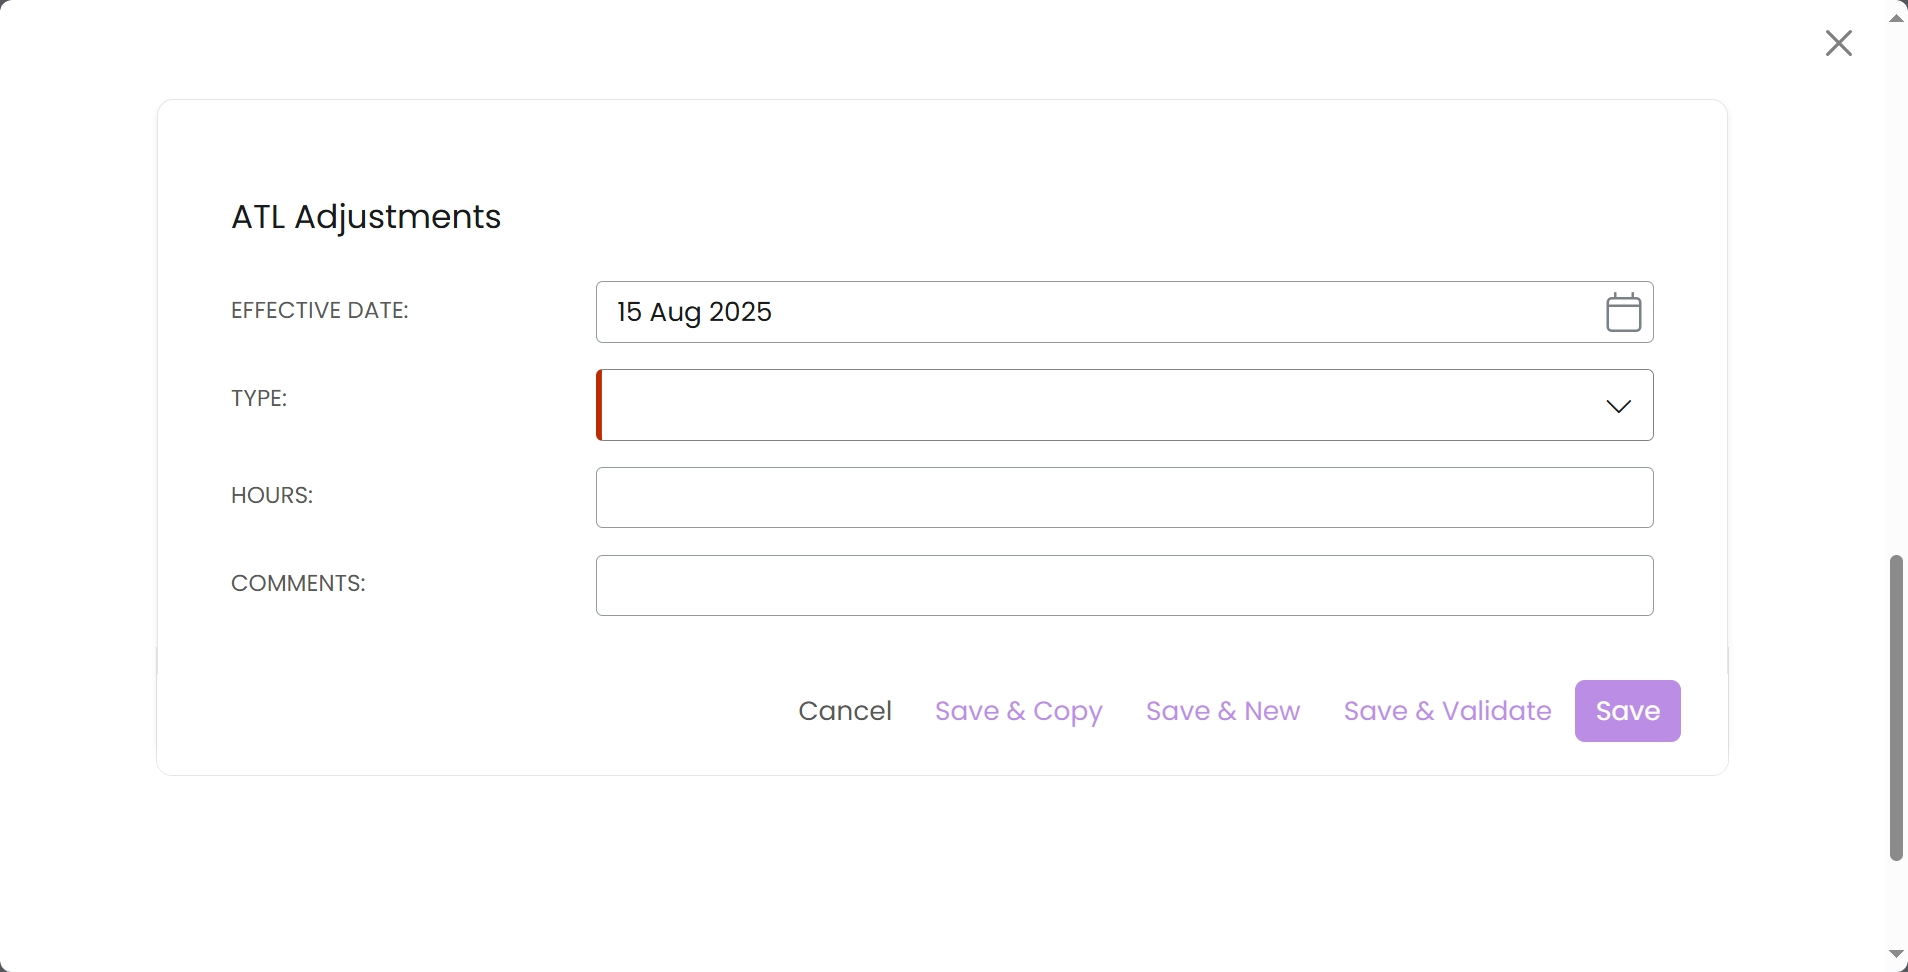 ATL Adjustments
EFFECTIVE DATE:
15 Aug 2025
TYPE:
HOURS:
COMMENTS:
Cancel Save & Copy Save & New Save & Validate Save